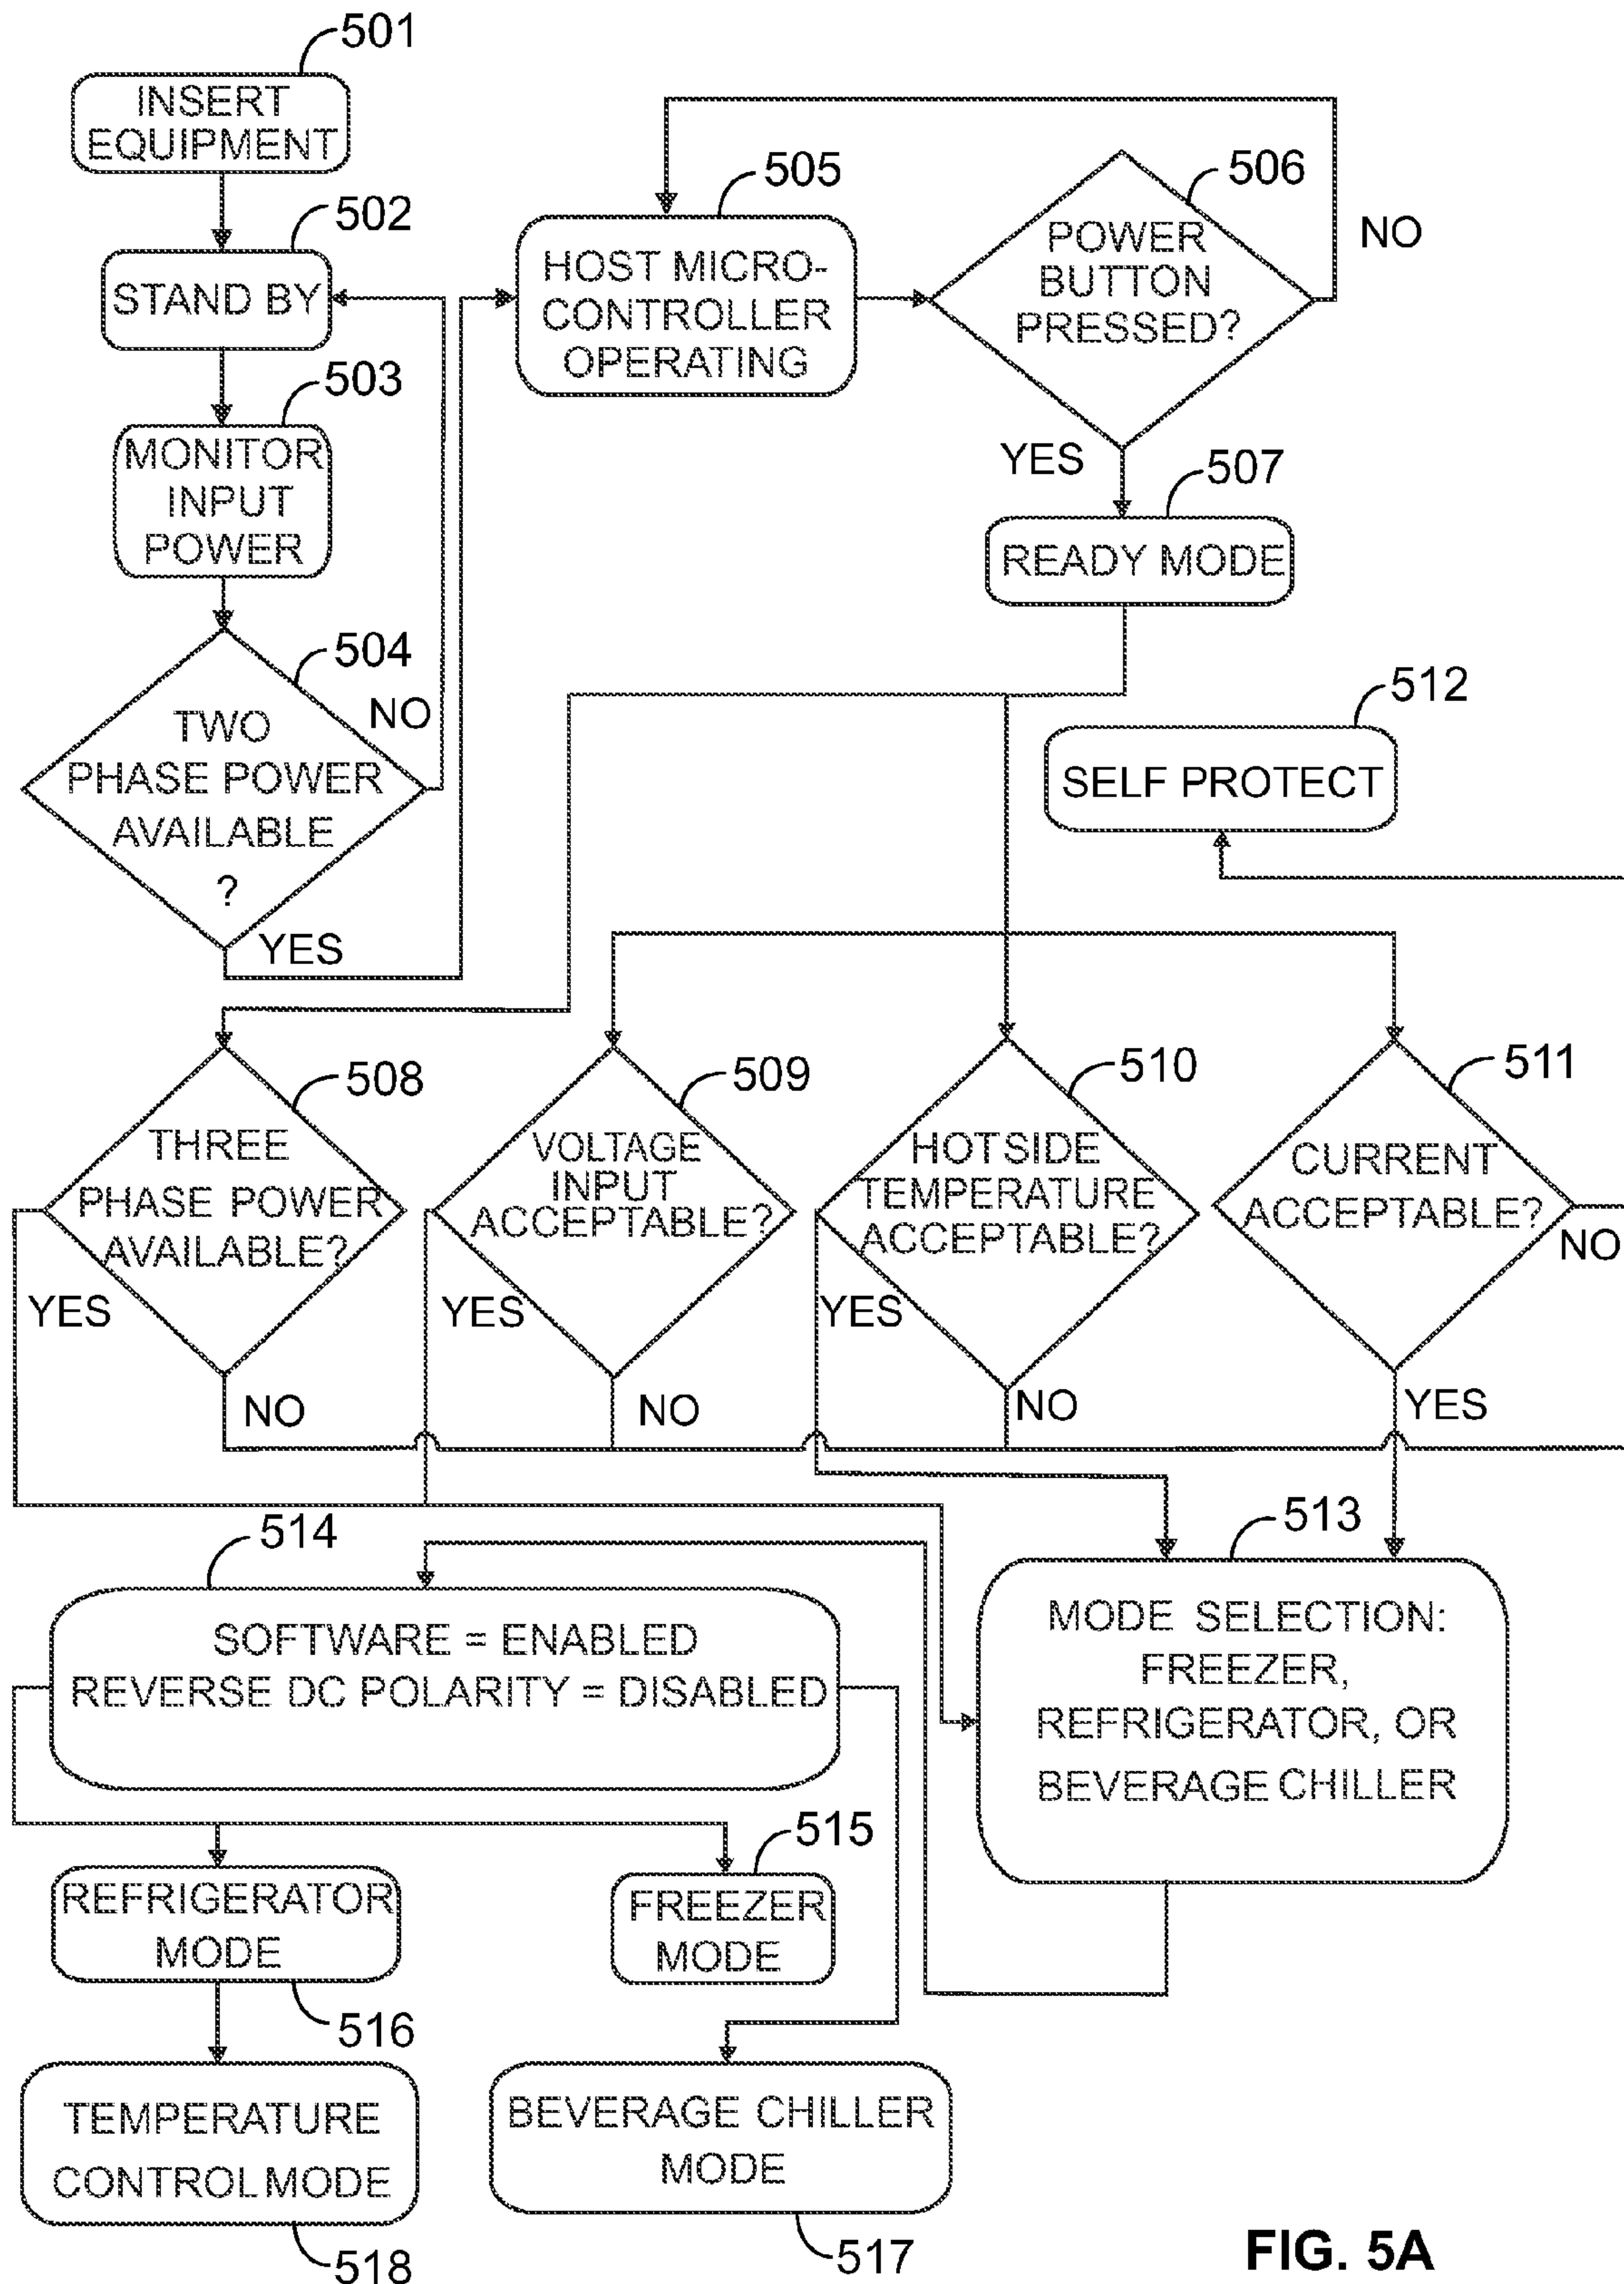 501
INSERT
EQUIPMENT
502
STAND BY
503
MONITOR
INPUT
POWER
504
TWO
PHASE POWER
AVAILABLE
?
NO
YES
505
HOST MICRO-
CONTROLLER
OPERATING
506
POWER
BUTTON
PRESSED?
NO
YES
507
READY MODE
512
SELF PROTECT
508
THREE
PHASE POWER
AVAILABLE?
YES
NO
509
VOLTAGE
INPUT
ACCEPTABLE?
YES
NO
510
HOT SIDE
TEMPERATURE
ACCEPTABLE?
YES
NO
511
CURRENT
ACCEPTABLE?
NO
YES
513
MODE SELECTION:
FREEZER,
REFRIGERATOR, OR
BEVERAGE CHILLER
514
SOFTWARE = ENABLED
REVERSE DC POLARITY = DISABLED
515
FREEZER
MODE
REFRIGERATOR
MODE
516
TEMPERATURE
CONTROL MODE
518
BEVERAGE CHILLER
MODE
517
FIG. 5A